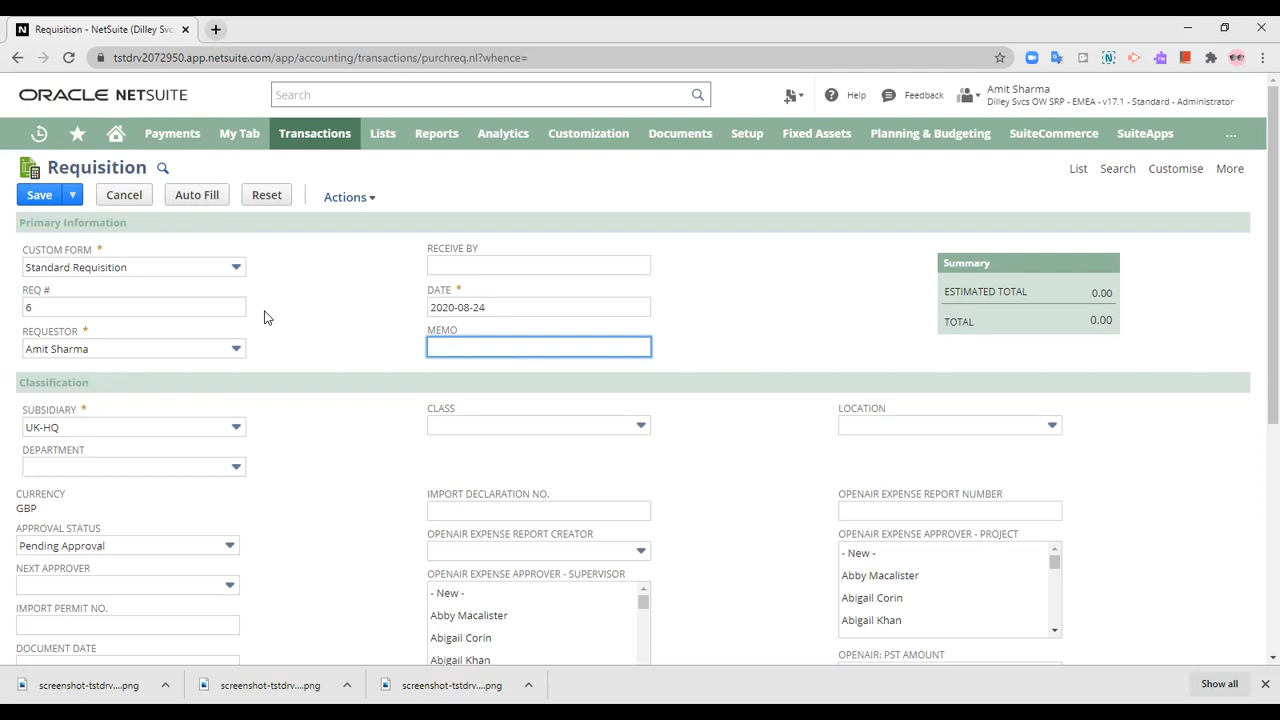 Requisition - NetSuite (Dilley Svc
tstdrv2072950.app.netsuite.com/app/accounting/transactions/purchreq.nl?whence=
ORACLE NETSUITE
Search
Help
Feedback
Amit Sharma
Dilley Svcs OW SRP - EMEA - v17.1 - Standard - Administrator
Payments
My Tab
Transactions
Lists
Reports
Analytics
Customization
Documents
Setup
Fixed Assets
Planning & Budgeting
SuiteCommerce
SuiteApps
...
Requisition
List
Search
Customise
More
Save
Cancel
Auto Fill
Reset
Actions
Primary Information
CUSTOM FORM *
Standard Requisition
REQ #
6
REQUESTOR *
Amit Sharma
RECEIVE BY
DATE *
2020-08-24
MEMO
Summary
ESTIMATED TOTAL 0.00
TOTAL 0.00
Classification
SUBSIDIARY *
UK-HQ
DEPARTMENT
CLASS
LOCATION
CURRENCY
GBP
APPROVAL STATUS
Pending Approval
NEXT APPROVER
IMPORT PERMIT NO.
DOCUMENT DATE
IMPORT DECLARATION NO.
OPENAIR EXPENSE REPORT CREATOR
OPENAIR EXPENSE APPROVER - SUPERVISOR
- New -
Abby Macalister
Abigail Corin
Abigail Khan
OPENAIR EXPENSE REPORT NUMBER
OPENAIR EXPENSE APPROVER - PROJECT
- New -
Abby Macalister
Abigail Corin
Abigail Khan
OPENAIR: PST AMOUNT
screenshot-tstdrv....png
screenshot-tstdrv....png
screenshot-tstdrv....png
Show all